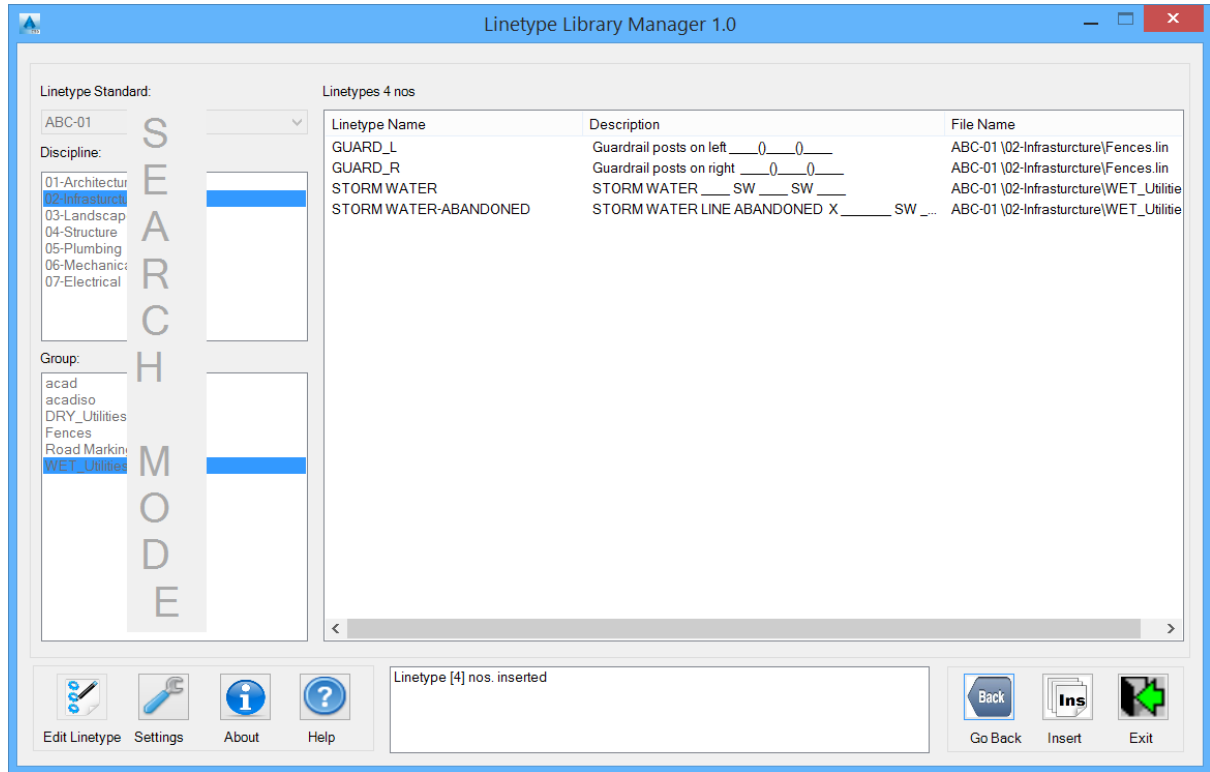 Linetype Library Manager 1.0
Linetype Standard:
ABC-01
Discipline:
01-Architectur
02-Infrasturctu
03-Landscap
04-Structure
05-Plumbing
06-Mechanica
07-Electrical
Group:
acad
acadiso
DRY_Utilities
Fences
Road Markin
WET_Utilities
SEARCH MODE
Linetypes 4 nos
Linetype Name Description File Name
GUARD_L Guardrail posts on left ____()____()____ ABC-01\02-Infrasturcture\Fences.lin
GUARD_R Guardrail posts on right ____()____()____ ABC-01\02-Infrasturcture\Fences.lin
STORM WATER STORM WATER ____ SW ____ SW ____ ABC-01\02-Infrasturcture\WET_Utilitie
STORM WATER-ABANDONED STORM WATER LINE ABANDONED X _______ SW _... ABC-01\02-Infrasturcture\WET_Utilitie
Linetype [4] nos. inserted
Back
Ins
Edit Linetype Settings About Help
Go Back Insert Exit